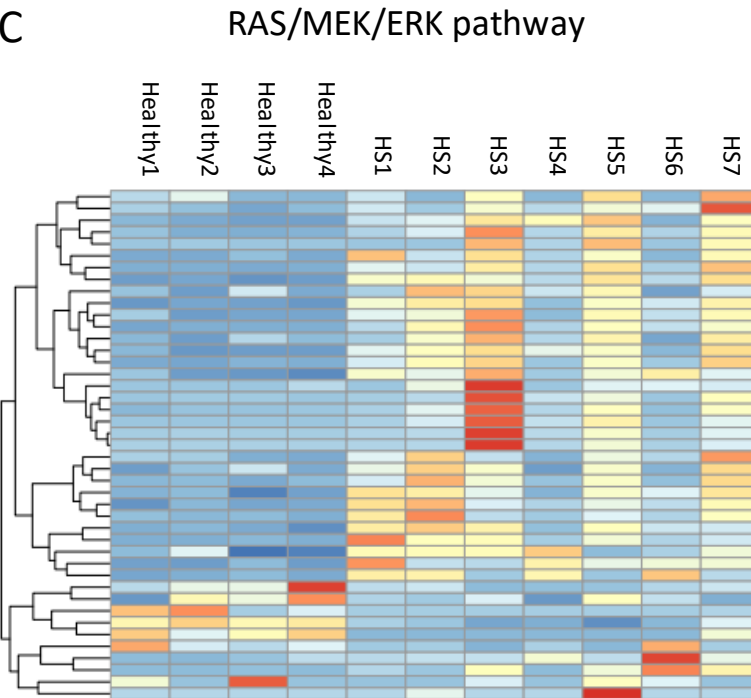 C
RAS/MEK/ERK pathway
Healthy1
Healthy2
Healthy3
Healthy4
HS1
HS2
HS3
HS4
HS5
HS6
HS7